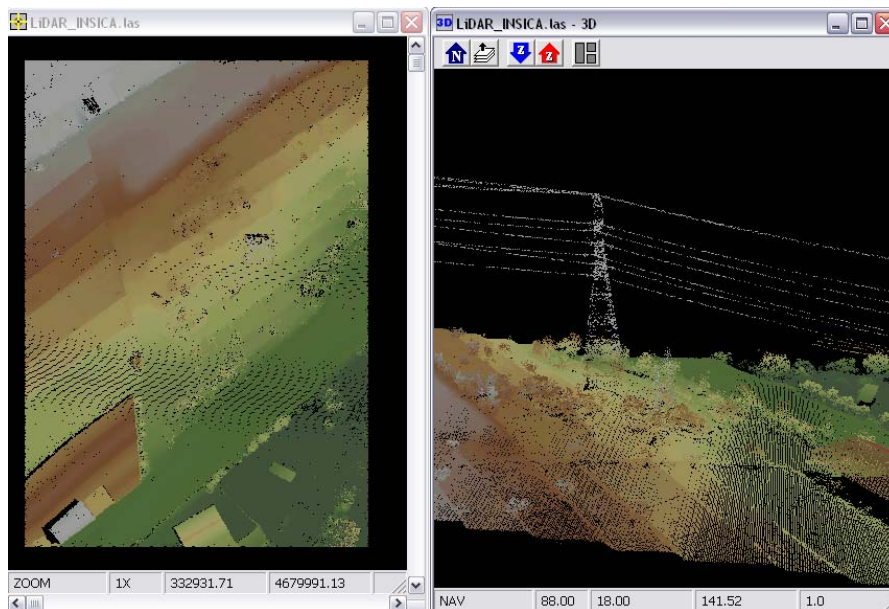 LiDAR_INSICA.las
ZOOM 1X 332931.71 4679991.13
3D LiDAR_INSICA.las - 3D
N Z Z
NAV 88.00 18.00 141.52 1.0